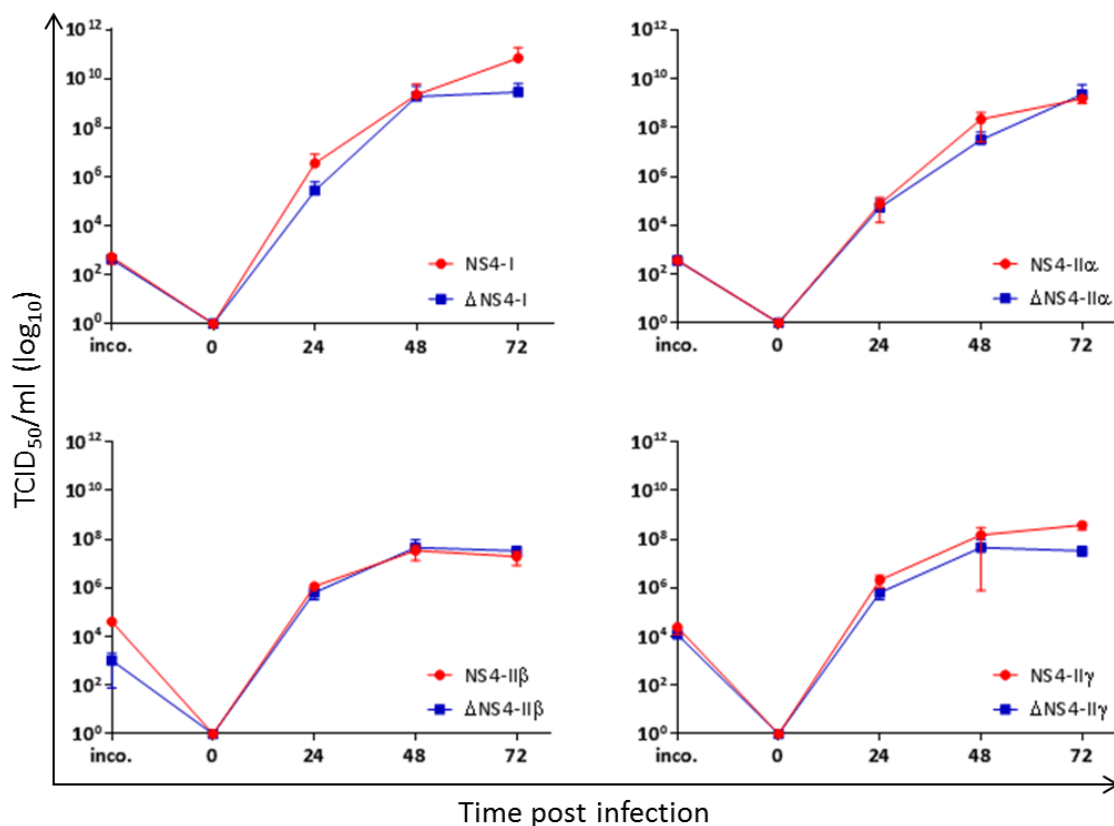 TCID50/ml (log10)
10^12
10^10
10^8
10^6
10^4
10^2
10^0
inco. 0 24 48 72
NS4-I
ΔNS4-I
10^12
10^10
10^8
10^6
10^4
10^2
10^0
inco. 0 24 48 72
NS4-IIα
ΔNS4-IIα
10^12
10^10
10^8
10^6
10^4
10^2
10^0
inco. 0 24 48 72
NS4-IIβ
ΔNS4-IIβ
10^12
10^10
10^8
10^6
10^4
10^2
10^0
inco. 0 24 48 72
NS4-IIγ
ΔNS4-IIγ
Time post infection